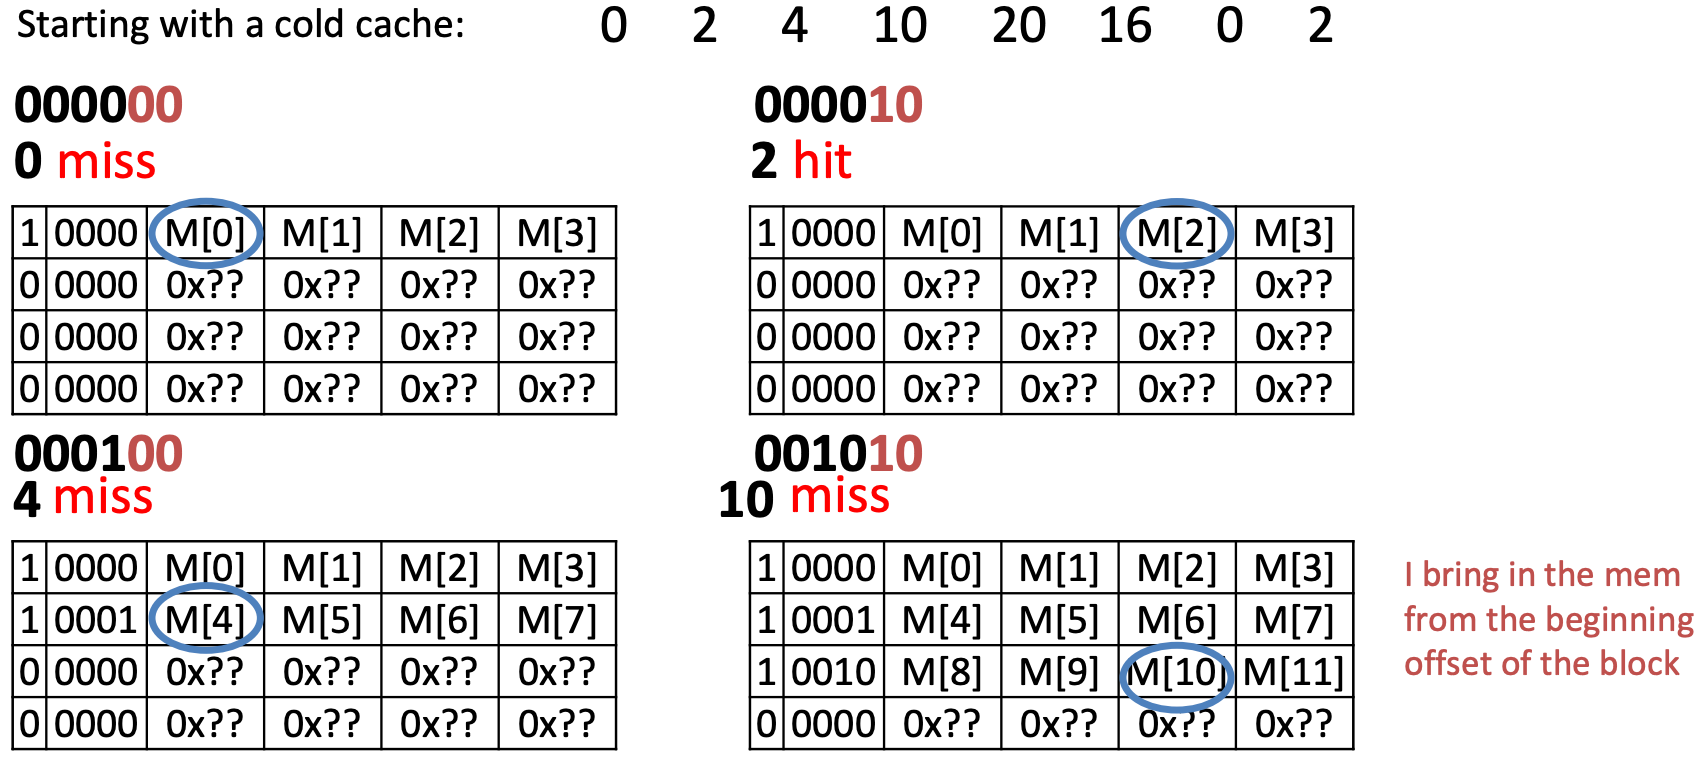 Starting with a cold cache: 0 2 4 10 20 16 0 2
000000
0 miss
1 0000 M[0] M[1] M[2] M[3]
0 0000 0x?? 0x?? 0x?? 0x??
0 0000 0x?? 0x?? 0x?? 0x??
0 0000 0x?? 0x?? 0x?? 0x??
000010
2 hit
1 0000 M[0] M[1] M[2] M[3]
0 0000 0x?? 0x?? 0x?? 0x??
0 0000 0x?? 0x?? 0x?? 0x??
0 0000 0x?? 0x?? 0x?? 0x??
000100
4 miss
1 0000 M[0] M[1] M[2] M[3]
1 0001 M[4] M[5] M[6] M[7]
0 0000 0x?? 0x?? 0x?? 0x??
0 0000 0x?? 0x?? 0x?? 0x??
001010
10 miss
1 0000 M[0] M[1] M[2] M[3]
1 0001 M[4] M[5] M[6] M[7]
1 0010 M[8] M[9] M[10] M[11]
0 0000 0x?? 0x?? 0x?? 0x??
I bring in the mem
from the beginning
offset of the block